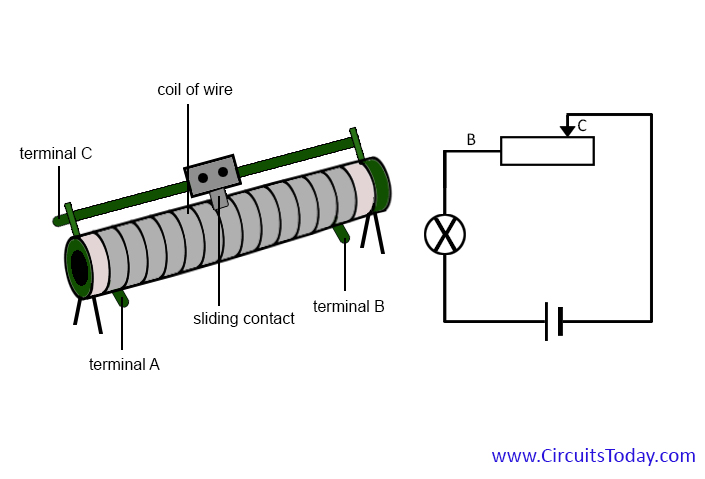 coil of wire
terminal C
C
B
terminal B
sliding contact
terminal A
www.CircuitsToday.com